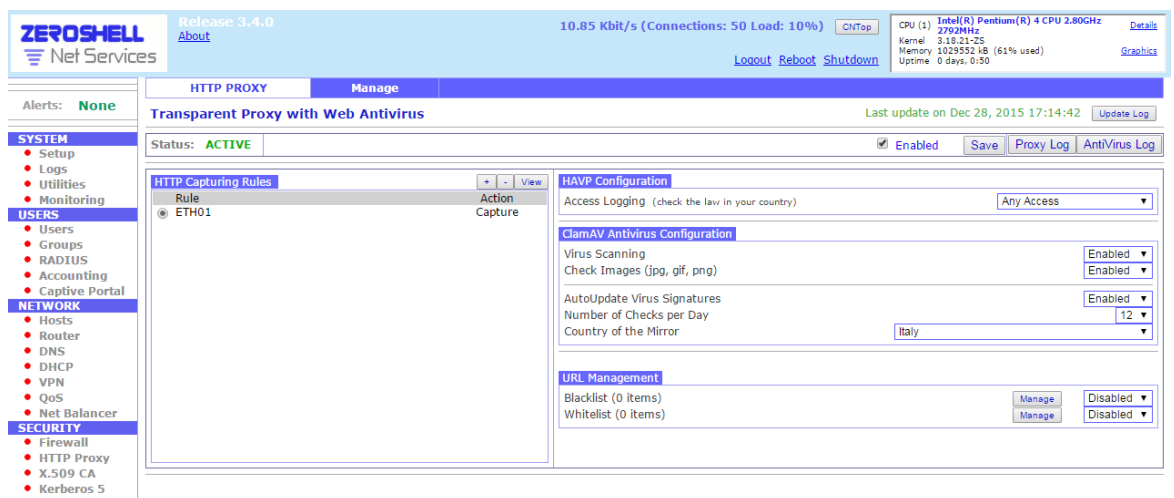 ZEROSHELL
Net Services
Release 3.4.0
About
10.85 Kbit/s (Connections: 50 Load: 10%) CNTop
Logout Reboot Shutdown
CPU (1) Intel(R) Pentium(R) 4 CPU 2.80GHz 2792MHz Details
Kernel 3.18.21-ZS
Memory 1029552 kB (61% used) Graphics
Uptime 0 days, 0:50
Alerts: None
SYSTEM
Setup
Logs
Utilities
Monitoring
USERS
Users
Groups
RADIUS
Accounting
Captive Portal
NETWORK
Hosts
Router
DNS
DHCP
VPN
QoS
Net Balancer
SECURITY
Firewall
HTTP Proxy
X.509 CA
Kerberos 5
HTTP PROXY Manage
Transparent Proxy with Web Antivirus
Last update on Dec 28, 2015 17:14:42 Update Log
Status: ACTIVE
Enabled Save Proxy Log AntiVirus Log
HTTP Capturing Rules + - View
Rule Action
ETH01 Capture
HAVP Configuration
Access Logging (check the law in your country) Any Access
ClamAV Antivirus Configuration
Virus Scanning Enabled
Check Images (jpg, gif, png) Enabled
AutoUpdate Virus Signatures Enabled
Number of Checks per Day 12
Country of the Mirror Italy
URL Management
Blacklist (0 items) Manage Disabled
Whitelist (0 items) Manage Disabled